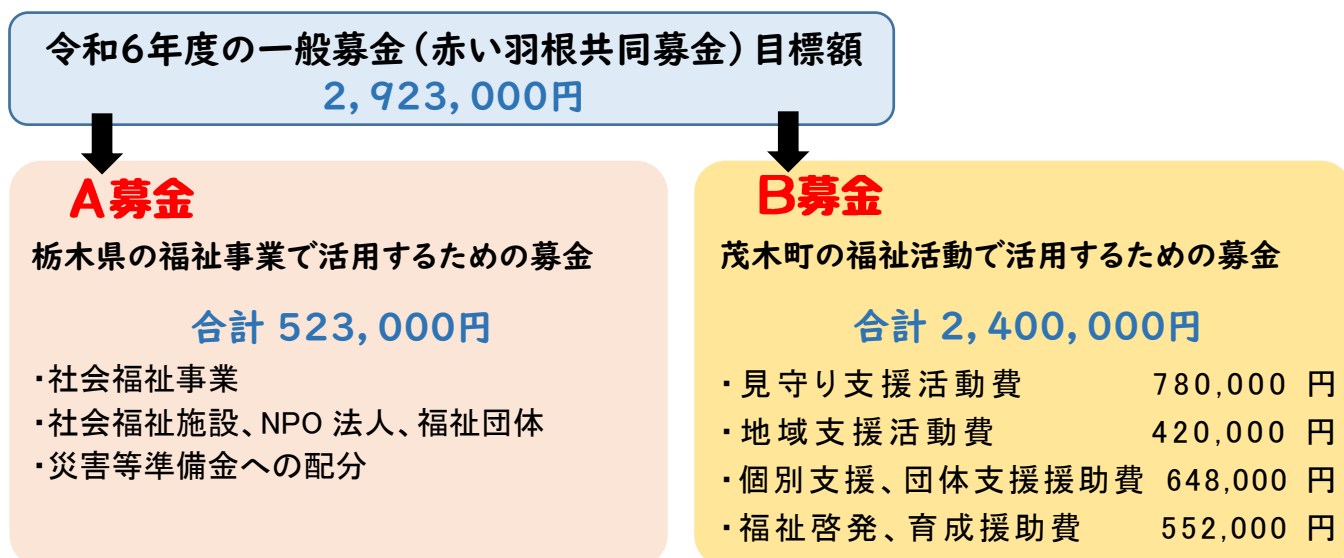 令和6年度の一般募金(赤い羽根共同募金)目標額
2,923,000円
A募金
栃木県の福祉事業で活用するための募金
合計 523,000円
・社会福祉事業
・社会福祉施設、NPO 法人、福祉団体
・災害等準備金への配分
B募金
茂木町の福祉活動で活用するための募金
合計 2,400,000円
・見守り支援活動費 780,000 円
・地域支援活動費 420,000 円
・個別支援、団体支援援助費 648,000 円
・福祉啓発、育成援助費 552,000 円